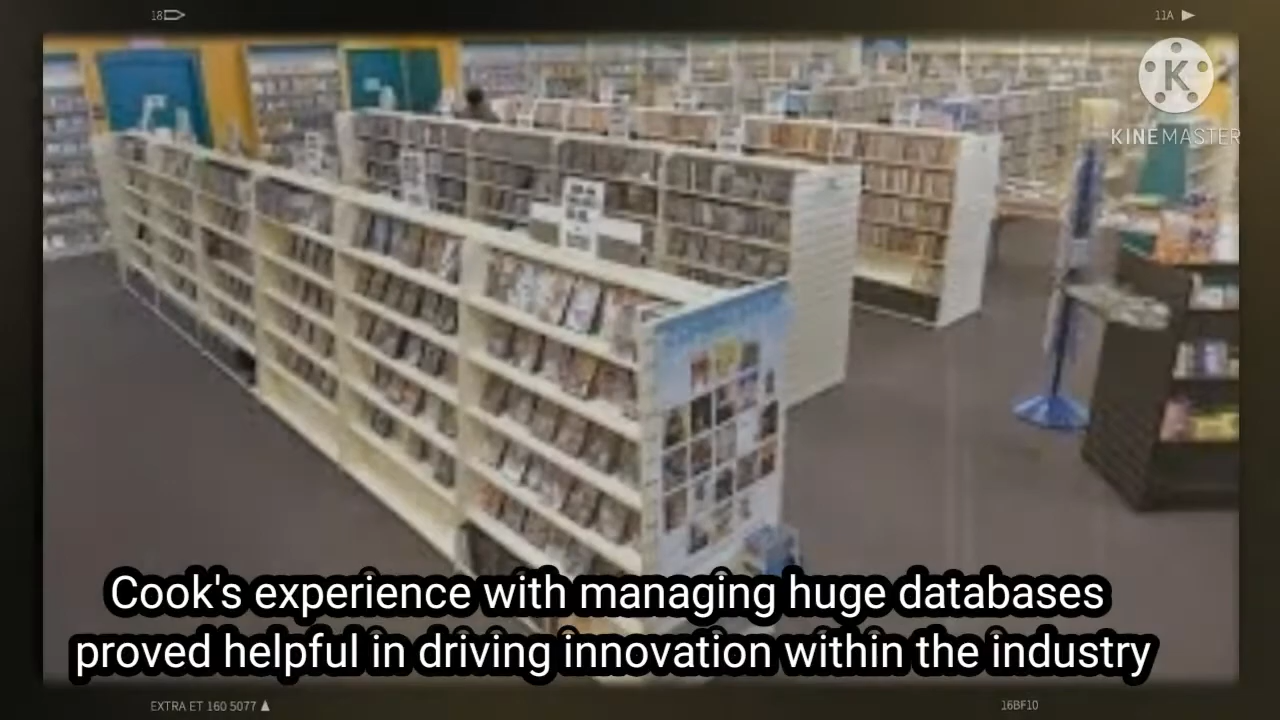 18
11A
K
KINEMASTER
Cook's experience with managing huge databases
proved helpful in driving innovation within the industry
EXTRA ET 160 5077
16BF10